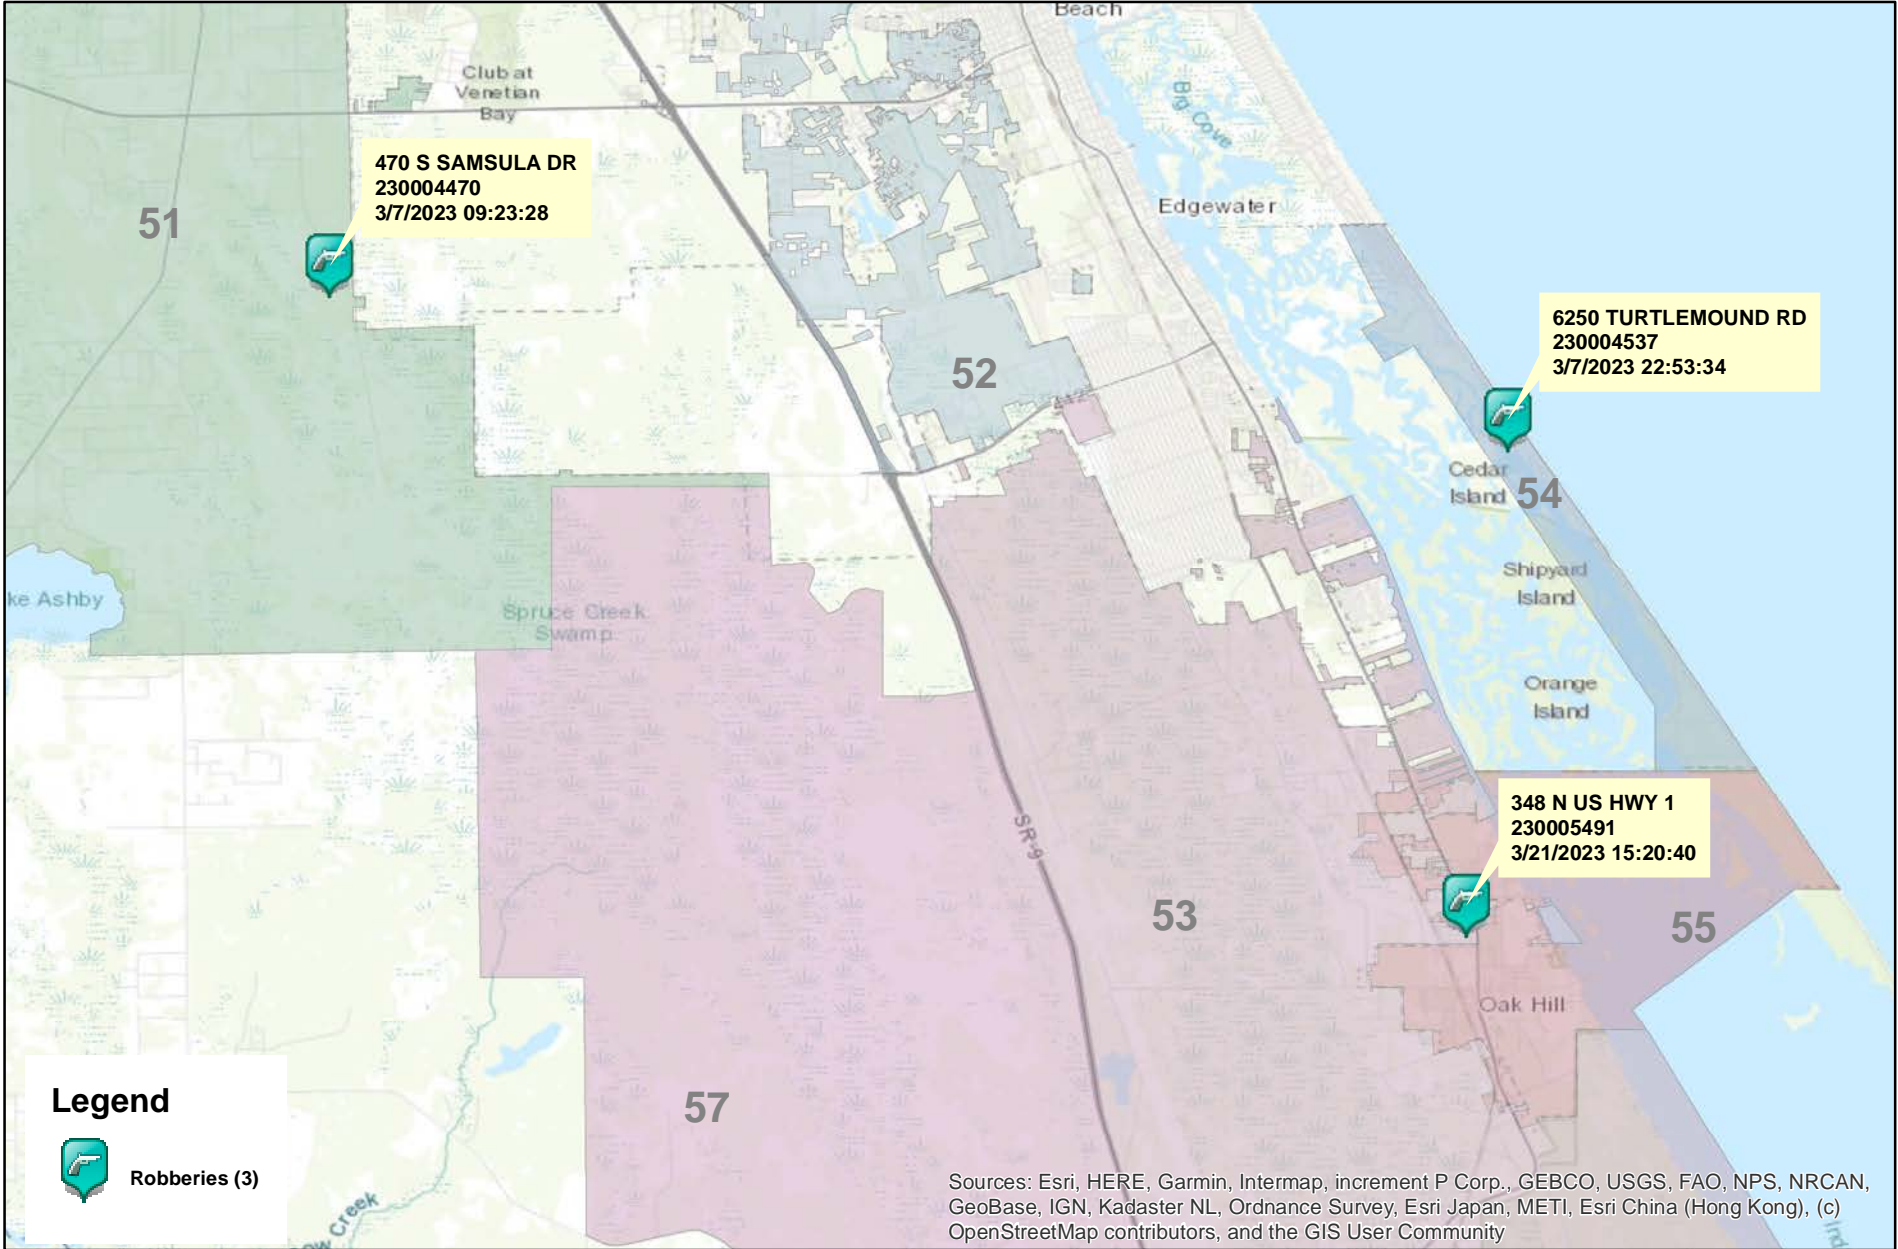 Beach
Club at
Venetian
Bay
Big Cove
470 S SAMSULA DR
230004470
3/7/2023 09:23:28
51
Edgewater
6250 TURTLEMOUND RD
230004537
3/7/2023 22:53:34
52
Cedar
Island
54
Shipyard
Island
ke Ashby
Spruce Creek
Swamp
Orange
Island
348 N US HWY 1
230005491
3/21/2023 15:20:40
SR-9
53
55
Oak Hill
57
Legend
Robberies (3)
ow Creek
Ind
Sources: Esri, HERE, Garmin, Intermap, increment P Corp., GEBCO, USGS, FAO, NPS, NRCAN,
GeoBase, IGN, Kadaster NL, Ordnance Survey, Esri Japan, METI, Esri China (Hong Kong), (c)
OpenStreetMap contributors, and the GIS User Community